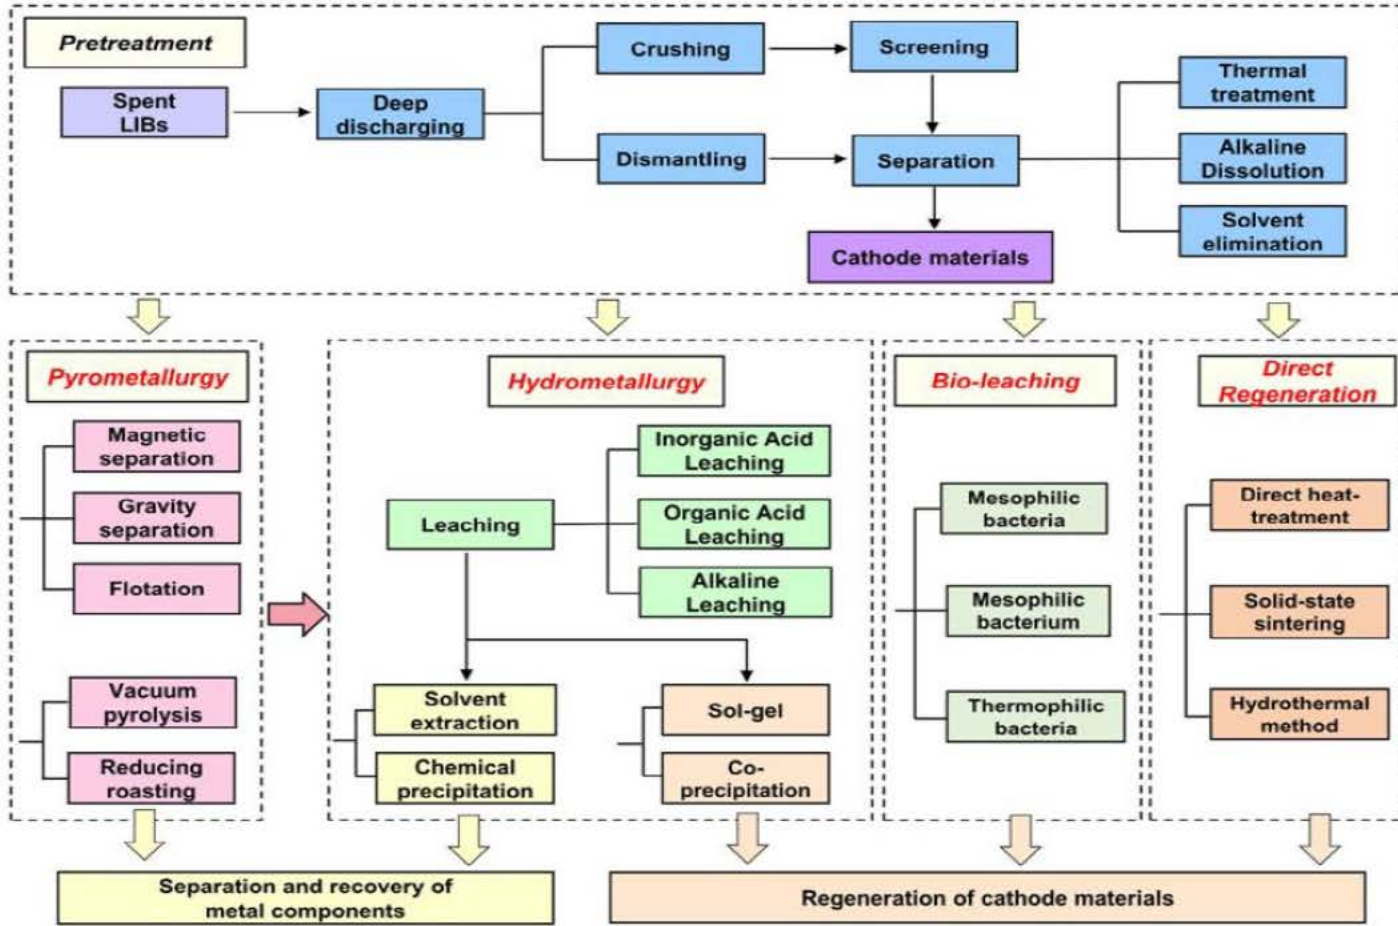 Pretreatment
Spent
LIBs
Deep
discharging
Crushing
Screening
Dismantling
Separation
Cathode materials
Thermal
treatment
Alkaline
Dissolution
Solvent
elimination
Pyrometallurgy
Magnetic
separation
Gravity
separation
Flotation
Vacuum
pyrolysis
Reducing
roasting
Hydrometallurgy
Leaching
Inorganic Acid
Leaching
Organic Acid
Leaching
Alkaline
Leaching
Solvent
extraction
Chemical
precipitation
Sol-gel
Co-
precipitation
Bio-leaching
Mesophilic
bacteria
Mesophilic
bacterium
Thermophilic
bacteria
Direct
Regeneration
Direct heat-
treatment
Solid-state
sintering
Hydrothermal
method
Separation and recovery of
metal components
Regeneration of cathode materials